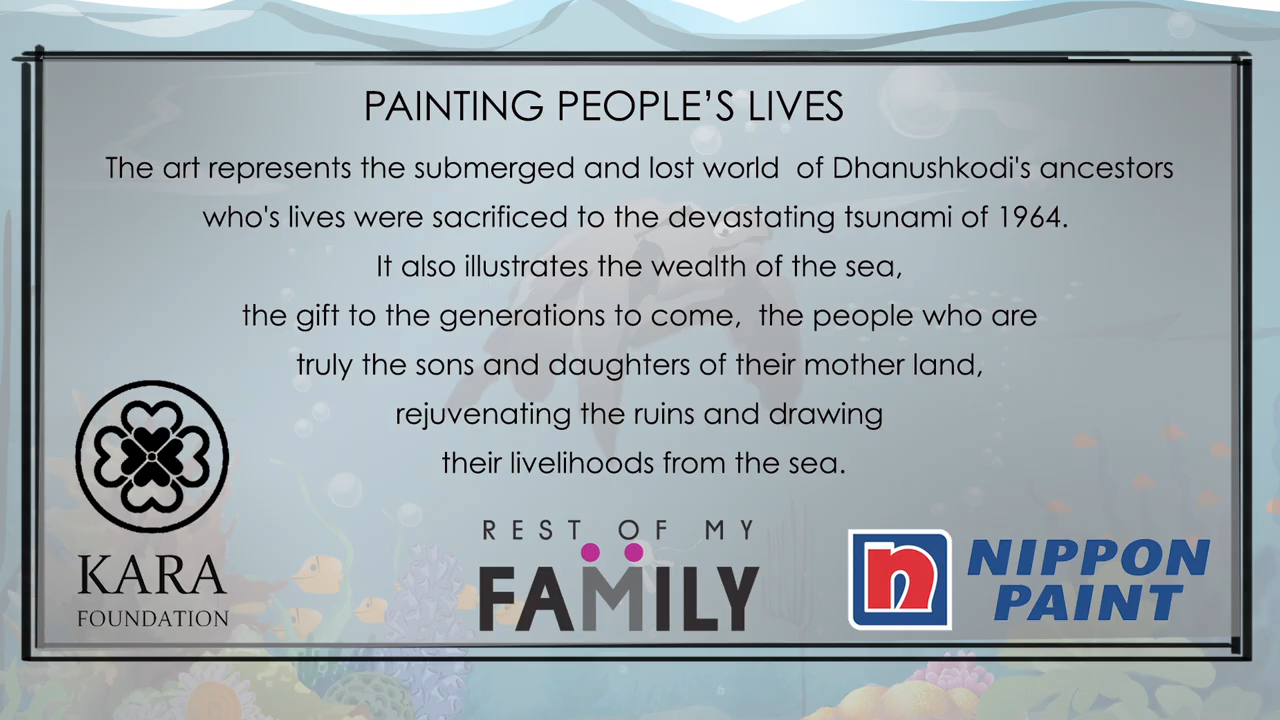 PAINTING PEOPLE’S LIVES
The art represents the submerged and lost world of Dhanushkodi's ancestors
who's lives were sacrificed to the devastating tsunami of 1964.
It also illustrates the wealth of the sea,
the gift to the generations to come, the people who are
truly the sons and daughters of their mother land,
rejuvenating the ruins and drawing
their livelihoods from the sea.
KARA
FOUNDATION
REST OF MY
FAMILY
n
NIPPON
PAINT